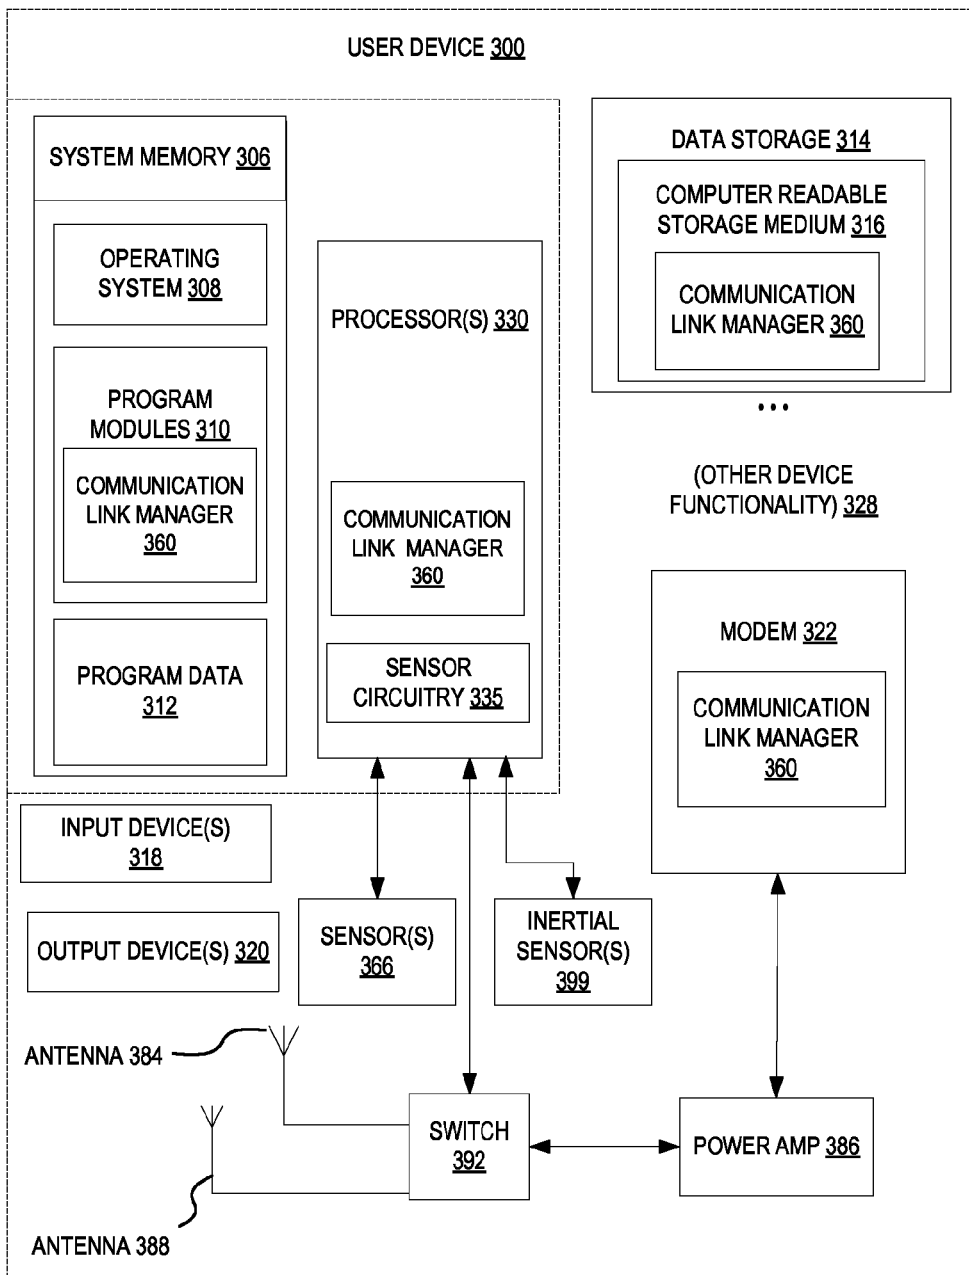 USER DEVICE 300
SYSTEM MEMORY 306
OPERATING
SYSTEM 308
PROGRAM
MODULES 310
COMMUNICATION
LINK MANAGER
360
PROGRAM DATA
312
PROCESSOR(S) 330
COMMUNICATION
LINK MANAGER
360
SENSOR
CIRCUITRY 335
DATA STORAGE 314
COMPUTER READABLE
STORAGE MEDIUM 316
COMMUNICATION
LINK MANAGER 360
...
(OTHER DEVICE
FUNCTIONALITY) 328
MODEM 322
COMMUNICATION
LINK MANAGER
360
INPUT DEVICE(S)
318
OUTPUT DEVICE(S) 320
SENSOR(S)
366
INERTIAL
SENSOR(S)
399
ANTENNA 384
SWITCH
392
POWER AMP 386
ANTENNA 388